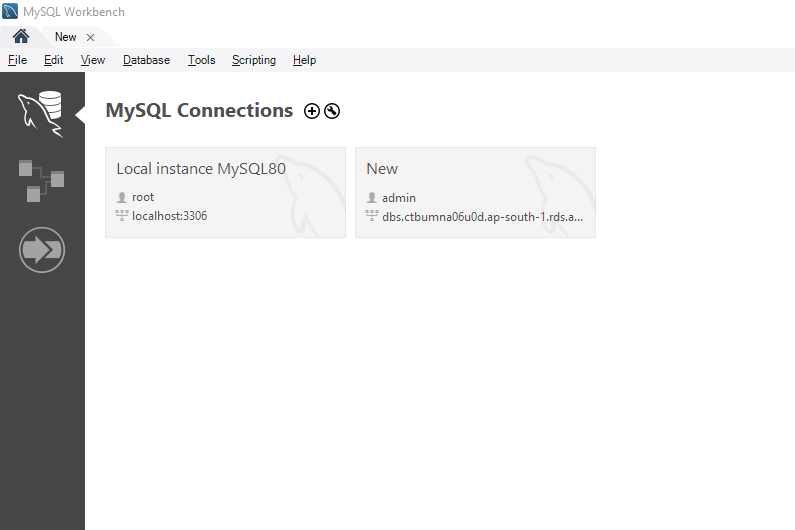 MySQL Workbench
New
File Edit View Database Tools Scripting Help
MySQL Connections
Local instance MySQL80
root
localhost:3306
New
admin
dbs.ctbumna06u0d.ap-south-1.rds.a...